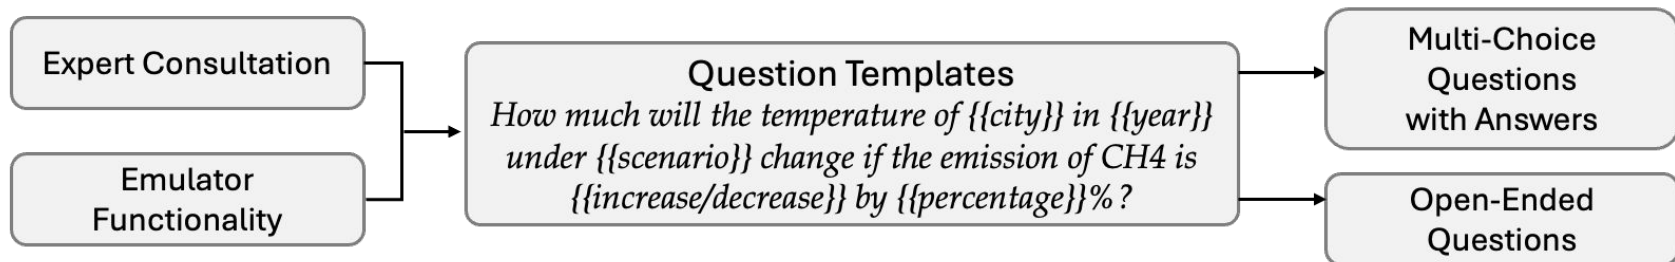 Expert Consultation
Emulator
Functionality
Question Templates
How much will the temperature of {{city}} in {{year}}
under {{scenario}} change if the emission of CH4 is
{{increase/decrease}} by {{percentage}}%?
Multi-Choice
Questions
with Answers
Open-Ended
Questions